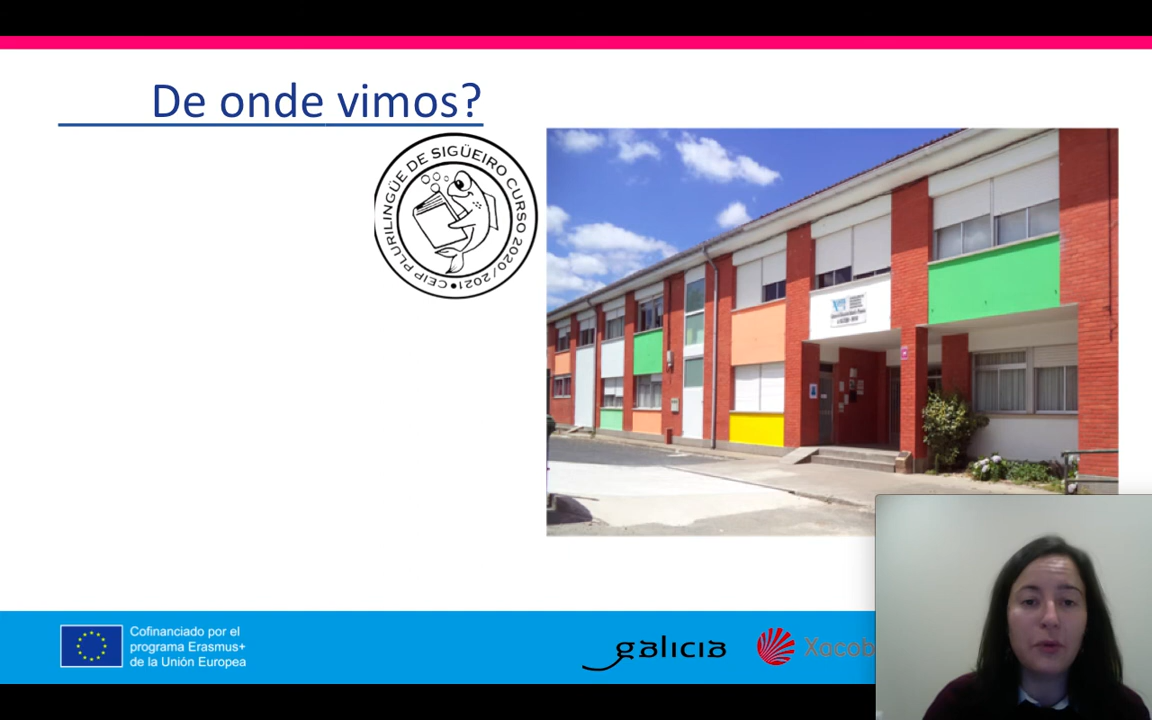 De onde vimos?
CEIP PLURILINGÜE DE SIGÜEIRO CURSO 2020/2021
Cofinanciado por el
programa Erasmus+
de la Unión Europea
galicia
Xacob